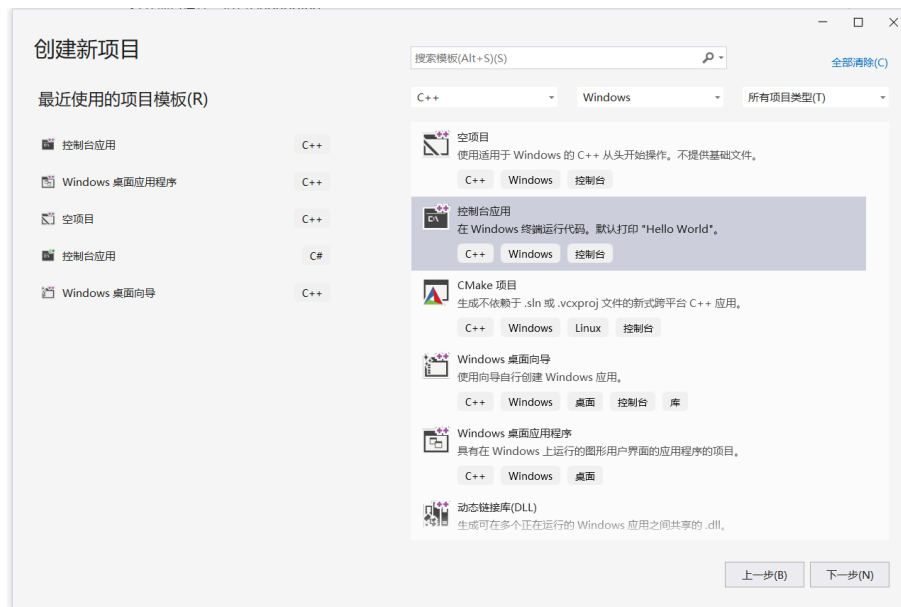 创建新项目
搜索模板(Alt+S)(S)
全部清除(C)
最近使用的项目模板(R)
C++
Windows
所有项目类型(T)
控制台应用 C++
Windows 桌面应用程序 C++
空项目 C++
控制台应用 C#
Windows 桌面向导 C++
空项目
使用适用于 Windows 的 C++ 从头开始操作。不提供基础文件。
C++ Windows 控制台
控制台应用
在 Windows 终端运行代码。默认打印 "Hello World"。
C++ Windows 控制台
CMake 项目
生成不依赖于 .sln 或 .vcxproj 文件的新式跨平台 C++ 应用。
C++ Windows Linux 控制台
Windows 桌面向导
使用向导自行创建 Windows 应用。
C++ Windows 桌面 控制台 库
Windows 桌面应用程序
具有在 Windows 上运行的图形用户界面的应用程序的项目。
C++ Windows 桌面
动态链接库(DLL)
生成可在多个正在运行的 Windows 应用之间共享的 .dll。
上一步(B)
下一步(N)